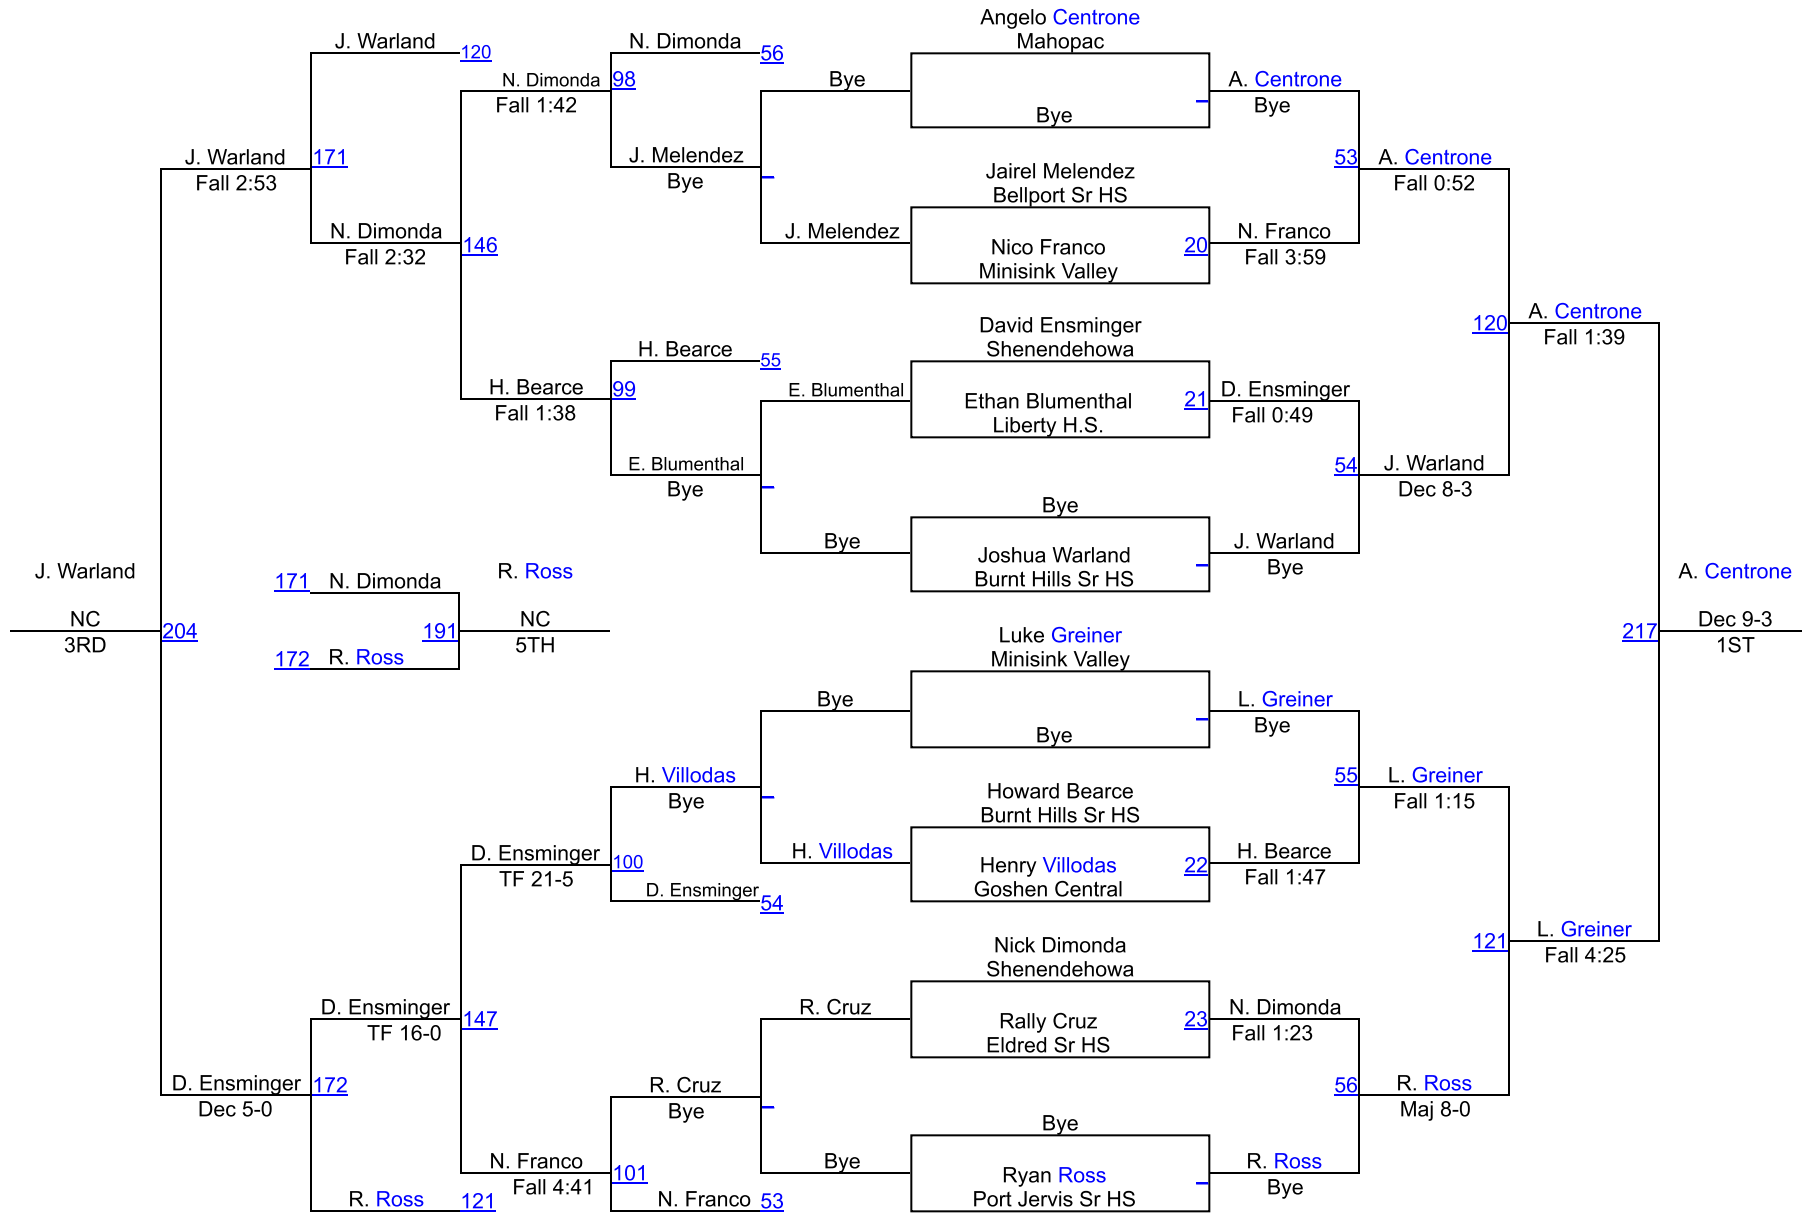 Angelo Centrone
J. Warland
N. Dimonda
Mahopac
120
56
N. Dimonda
98
Bye
A. Centrone
Fall 1:42
Bye
Bye
J. Warland
171
J. Melendez
53
A. Centrone
Fall 2:53
Bye
Jairel Melendez
Fall 0:52
Bellport Sr HS
N. Dimonda
J. Melendez
N. Franco
Fall 2:32
146
Nico Franco
20
Fall 3:59
Minisink Valley
A. Centrone
David Ensminger
120
Fall 1:39
H. Bearce
Shenendehowa
55
H. Bearce
99
E. Blumenthal
Ethan Blumenthal
21
D. Ensminger
Fall 1:38
Liberty H.S.
Fall 0:49
E. Blumenthal
54
J. Warland
Bye
Dec 8-3
Bye
Bye
Joshua Warland
J. Warland
Burnt Hills Sr HS
Bye
J. Warland
171
N. Dimonda
R. Ross
A. Centrone
NC
NC
Dec 9-3
3RD
204
191
5TH
217
1ST
172
R. Ross
Luke Greiner
Minisink Valley
Bye
L. Greiner
Bye
Bye
H. Villodas
55
L. Greiner
Bye
Howard Bearce
Fall 1:15
Burnt Hills Sr HS
D. Ensminger
100
H. Villodas
Henry Villodas
22
H. Bearce
TF 21-5
Goshen Central
Fall 1:47
D. Ensminger
54
Nick Dimonda
121
L. Greiner
Shenendehowa
Fall 4:25
D. Ensminger
147
R. Cruz
Rally Cruz
23
N. Dimonda
TF 16-0
Eldred Sr HS
Fall 1:23
D. Ensminger
172
R. Cruz
56
R. Ross
Dec 5-0
Bye
Maj 8-0
Bye
N. Franco
101
Bye
Ryan Ross
R. Ross
Fall 4:41
Port Jervis Sr HS
Bye
R. Ross
121
N. Franco
53